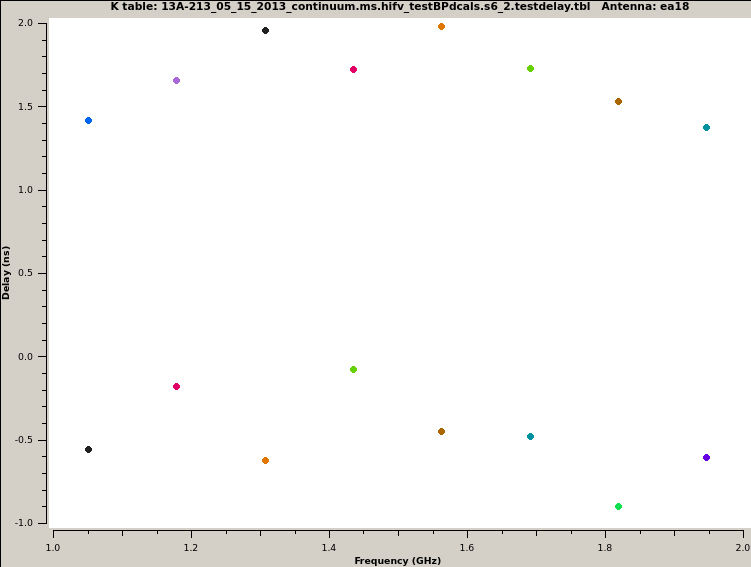 K table: 13A-213_05_15_2013_continuum.ms.hifv_testBPdcals.s6_2.testdelay.tbl   Antenna: ea18
2.0
1.5
1.0
0.5
0.0
-0.5
-1.0
Delay (ns)
1.0 1.2 1.4 1.6 1.8 2.0
Frequency (GHz)